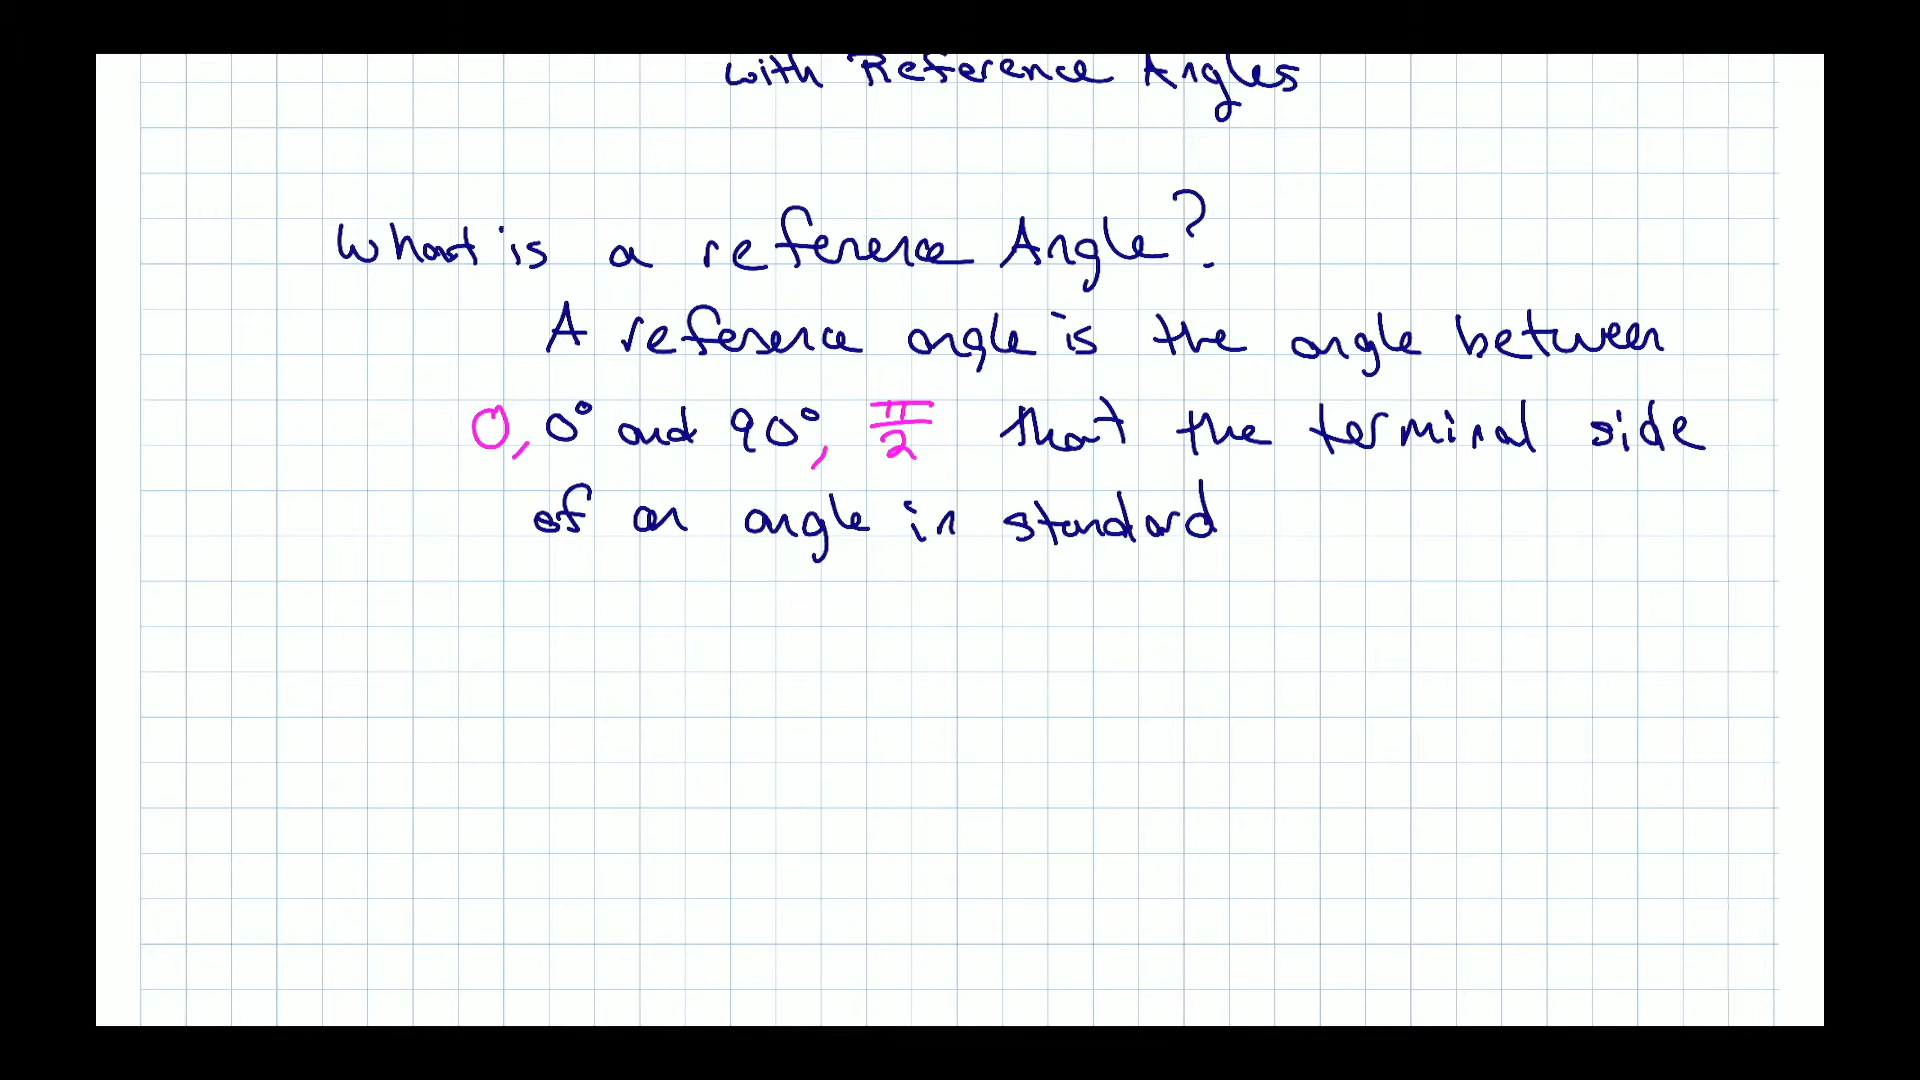 with Reference Angles
What is a reference Angle?
A reference angle is the angle between
0, 0° and 90°, π/2 that the terminal side
of an angle in standard